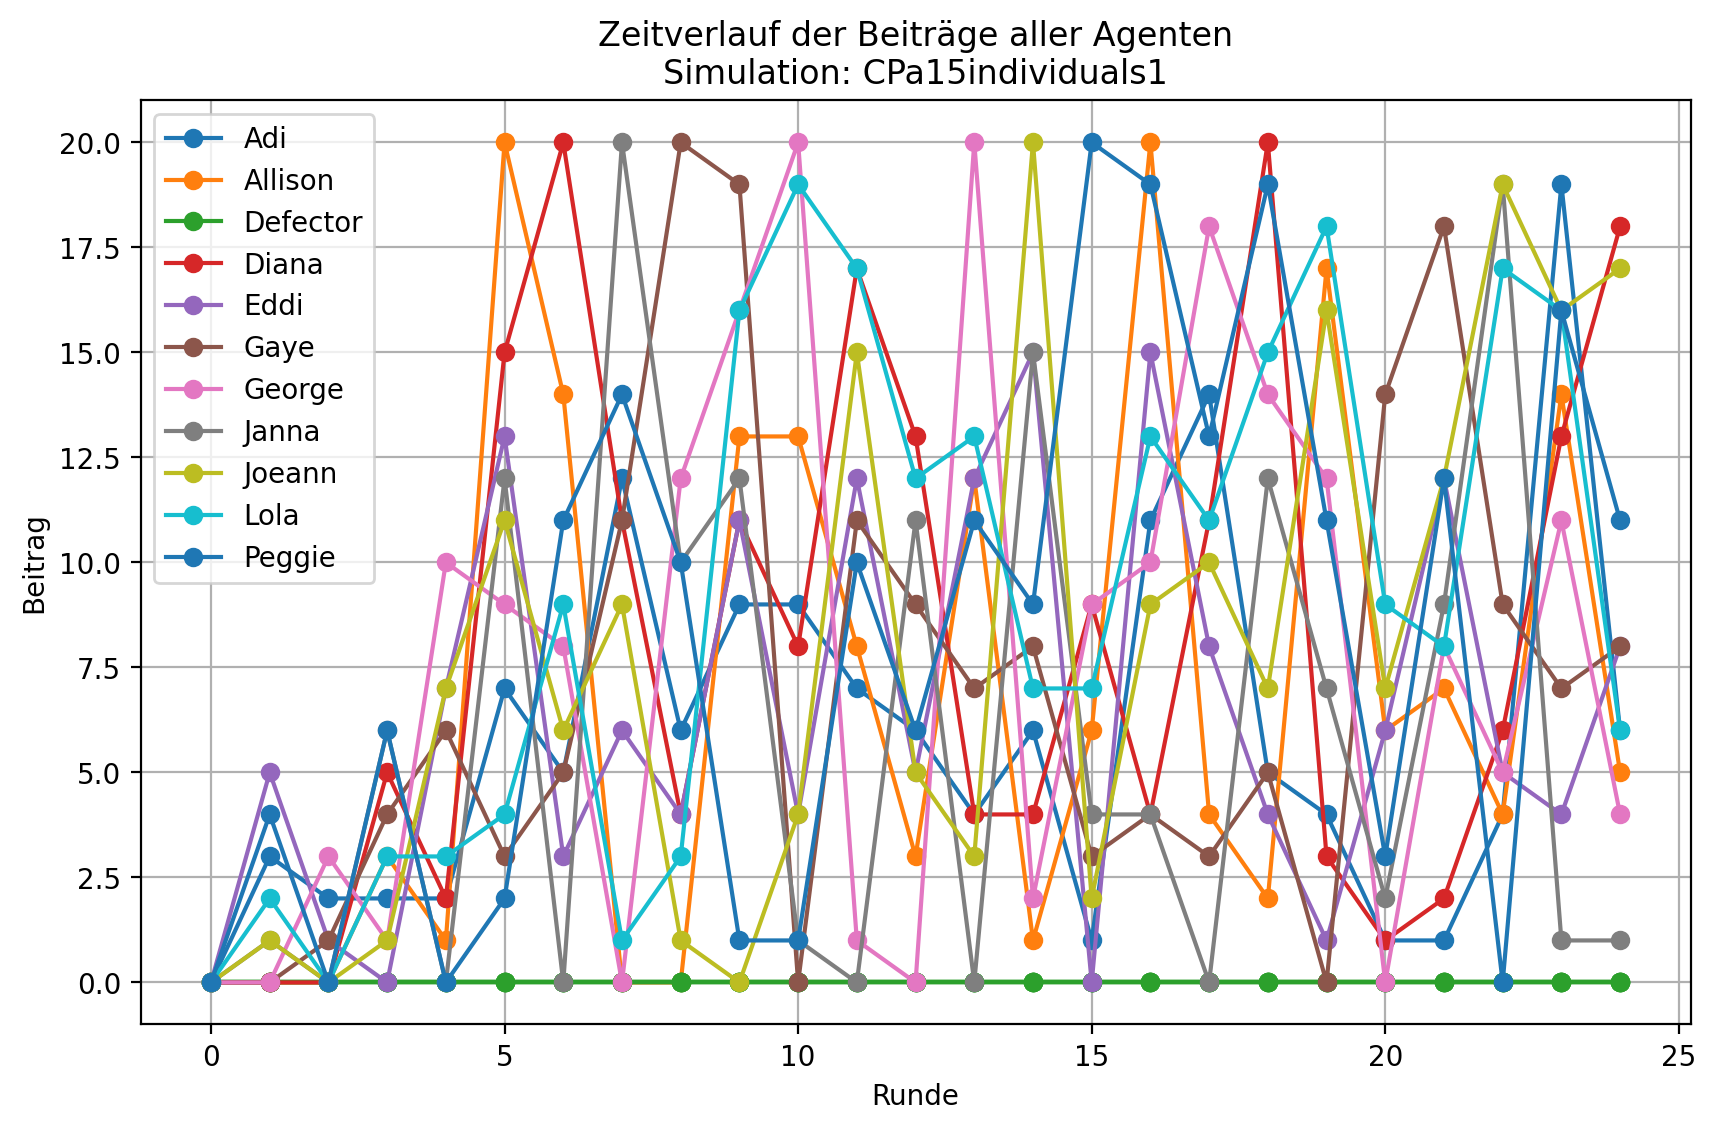 Zeitverlauf der Beiträge aller Agenten
Simulation: CPa15individuals1
Adi
Allison
Defector
Diana
Eddi
Gaye
George
Janna
Joeann
Lola
Peggie
Beitrag
20.0
17.5
15.0
12.5
10.0
7.5
5.0
2.5
0.0
0 5 10 15 20 25
Runde